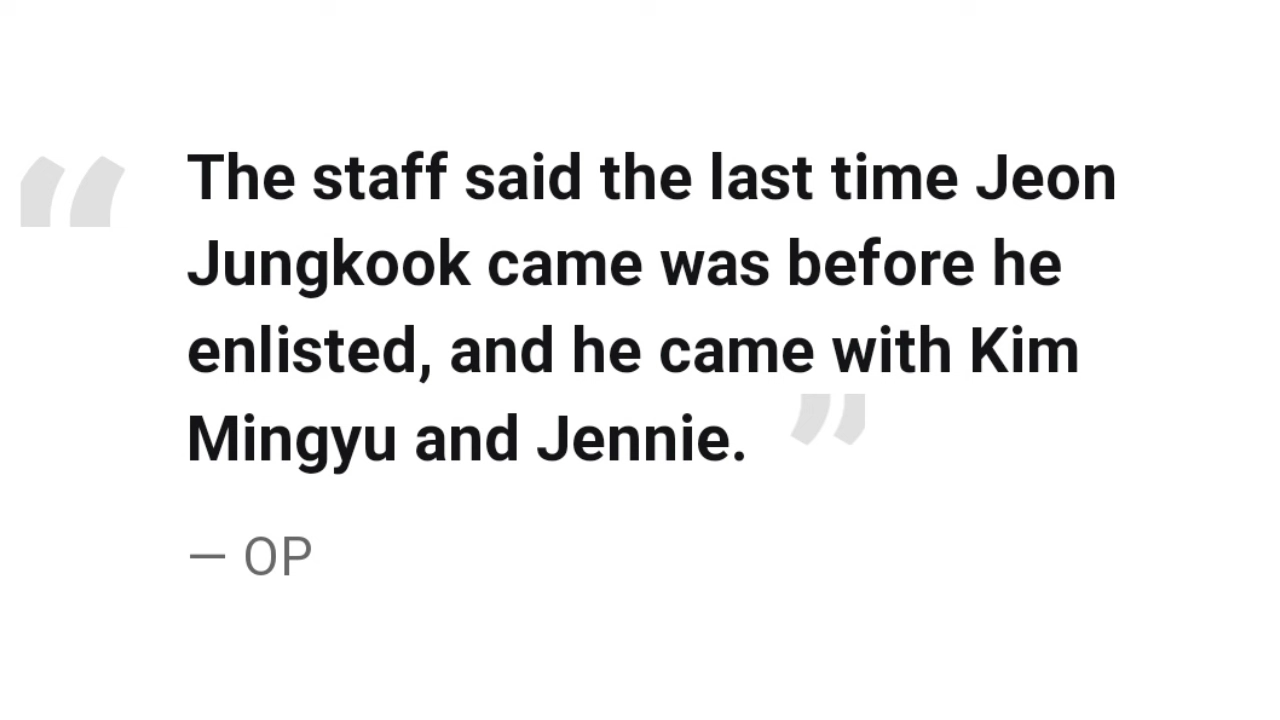 “ The staff said the last time Jeon
Jungkook came was before he
enlisted, and he came with Kim
Mingyu and Jennie. ”
— OP